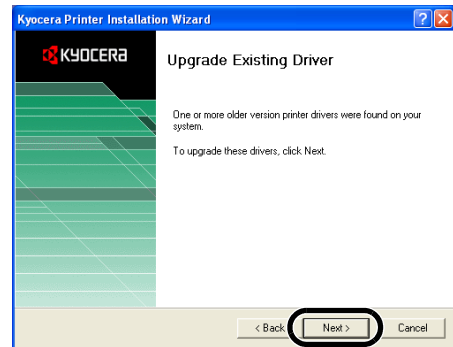 Kyocera Printer Installation Wizard
KYOCERA
Upgrade Existing Driver
One or more older version printer drivers were found on your
system.
To upgrade these drivers, click Next.
< Back
Next >
Cancel